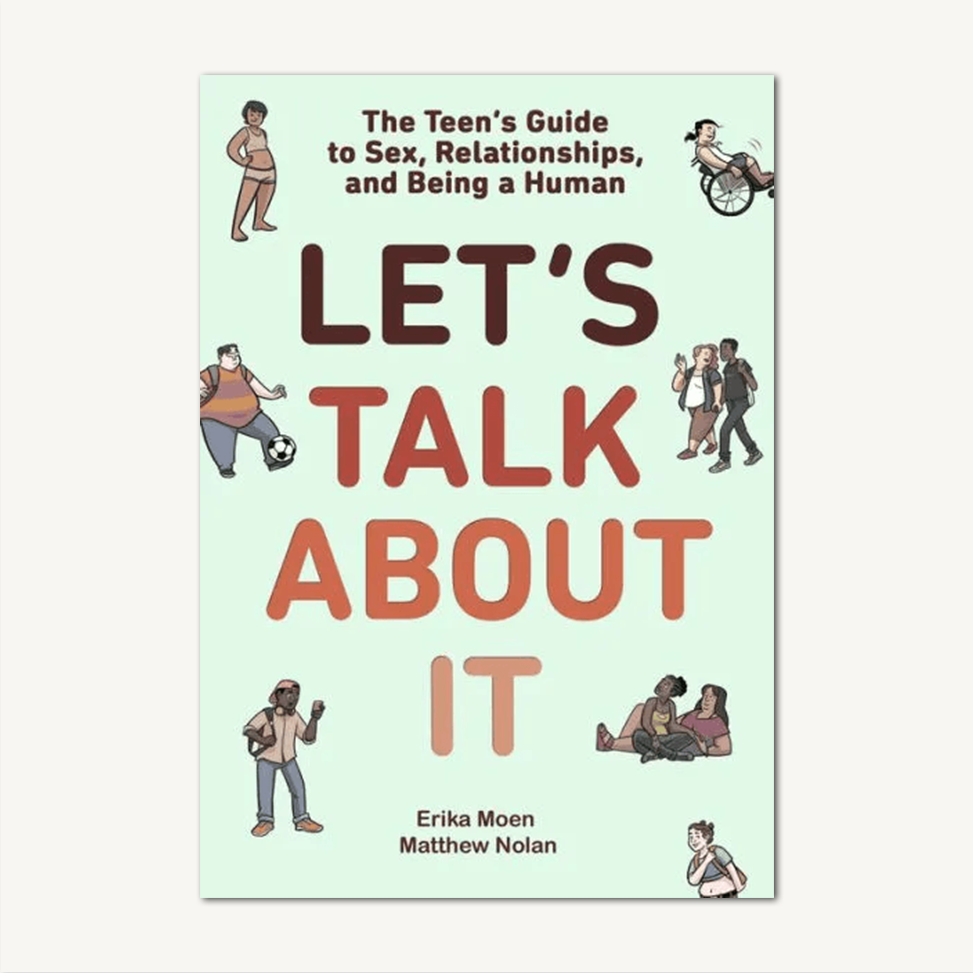 The Teen's Guide
to Sex, Relationships,
and Being a Human
LET'S
TALK
ABOUT
IT
Erika Moen
Matthew Nolan